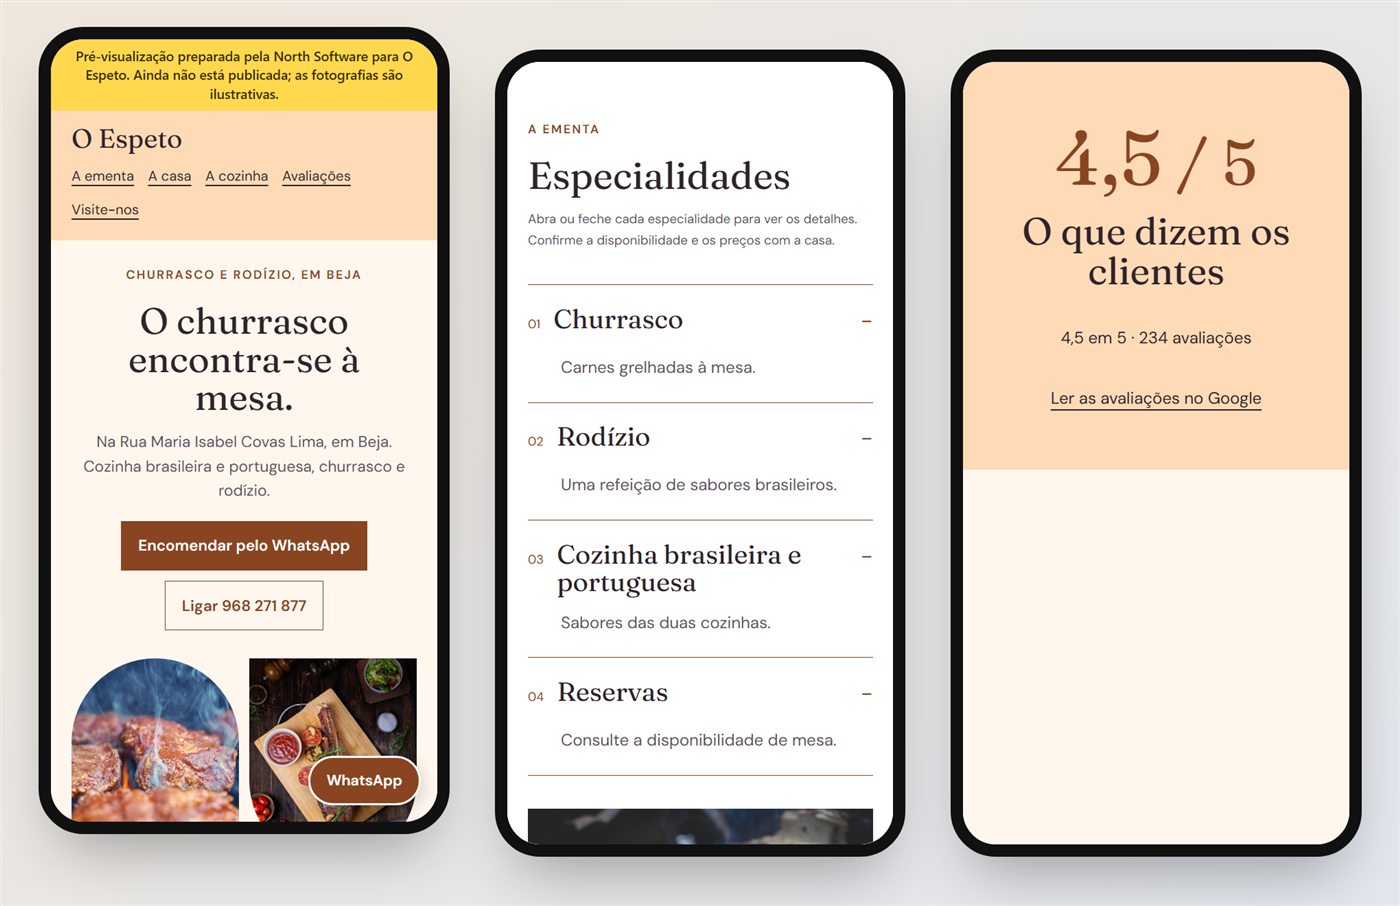 Pré-visualização preparada pela North Software para O
Espeto. Ainda não está publicada; as fotografias são
ilustrativas.
O Espeto
A ementa A casa A cozinha Avaliações
Visite-nos
CHURRASCO E RODÍZIO, EM BEJA
O churrasco
encontra-se à
mesa.
Na Rua Maria Isabel Covas Lima, em Beja.
Cozinha brasileira e portuguesa, churrasco e
rodízio.
Encomendar pelo WhatsApp
Ligar 968 271 877
WhatsApp
A EMENTA
Especialidades
Abra ou feche cada especialidade para ver os detalhes.
Confirme a disponibilidade e os preços com a casa.
01 Churrasco −
Carnes grelhadas à mesa.
02 Rodízio −
Uma refeição de sabores brasileiros.
03 Cozinha brasileira e −
portuguesa
Sabores das duas cozinhas.
04 Reservas −
Consulte a disponibilidade de mesa.
4,5 / 5
O que dizem os
clientes
4,5 em 5 · 234 avaliações
Ler as avaliações no Google